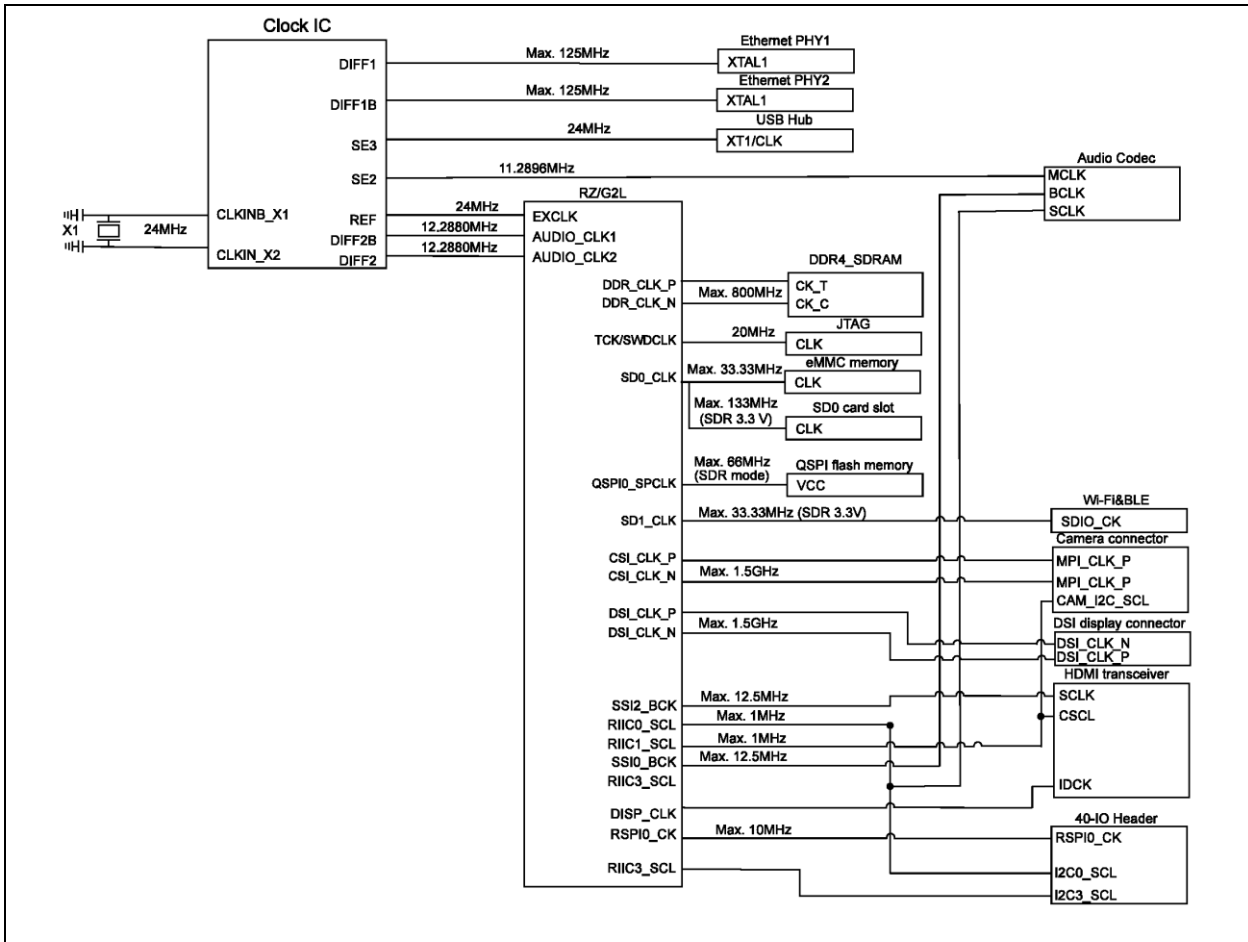 Clock IC
DIFF1
Max. 125MHz
Ethernet PHY1
XTAL1
DIFF1B
Max. 125MHz
Ethernet PHY2
XTAL1
SE3
24MHz
USB Hub
XT1/CLK
SE2
11.2896MHz
Audio Codec
MCLK
BCLK
SCLK
X1
24MHz
CLKINB_X1
CLKIN_X2
REF
24MHz
DIFF2B
12.2880MHz
DIFF2
12.2880MHz
RZ/G2L
EXCLK
AUDIO_CLK1
AUDIO_CLK2
DDR_CLK_P
DDR_CLK_N
Max. 800MHz
DDR4_SDRAM
CK_T
CK_C
TCK/SWDCLK
20MHz
JTAG
CLK
SD0_CLK
Max. 33.33MHz
eMMC memory
CLK
Max. 133MHz
(SDR 3.3 V)
SD0 card slot
CLK
QSPI0_SPCLK
Max. 66MHz
(SDR mode)
QSPI flash memory
VCC
SD1_CLK
Max. 33.33MHz (SDR 3.3V)
Wi-Fi&BLE
SDIO_CK
CSI_CLK_P
CSI_CLK_N
Max. 1.5GHz
Camera connector
MPI_CLK_P
MPI_CLK_P
CAM_I2C_SCL
DSI_CLK_P
DSI_CLK_N
Max. 1.5GHz
DSI display connector
DSI_CLK_N
DSI_CLK_P
HDMI transceiver
SCLK
CSCL
IDCK
SSI2_BCK
Max. 12.5MHz
RIIC0_SCL
Max. 1MHz
RIIC1_SCL
Max. 1MHz
SSI0_BCK
Max. 12.5MHz
RIIC3_SCL
DISP_CLK
RSPI0_CK
Max. 10MHz
RIIC3_SCL
40-IO Header
RSPI0_CK
I2C0_SCL
I2C3_SCL